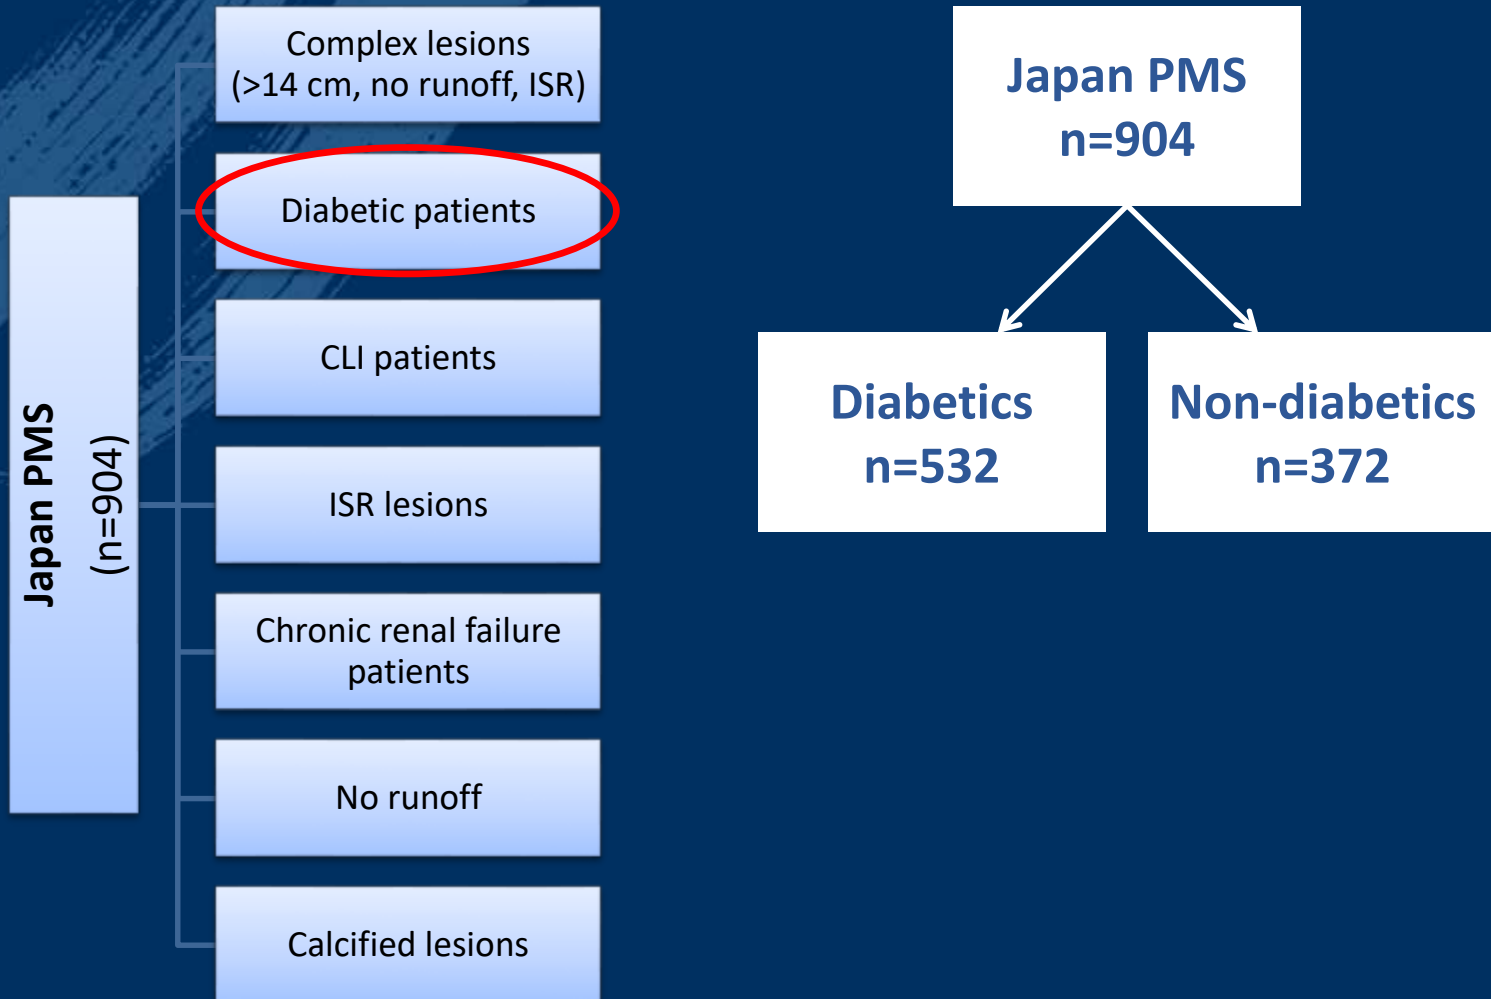 Japan PMS
(n=904)
Complex lesions
(>14 cm, no runoff, ISR)
Diabetic patients
CLI patients
ISR lesions
Chronic renal failure
patients
No runoff
Calcified lesions
Japan PMS
n=904
Diabetics
n=532
Non-diabetics
n=372